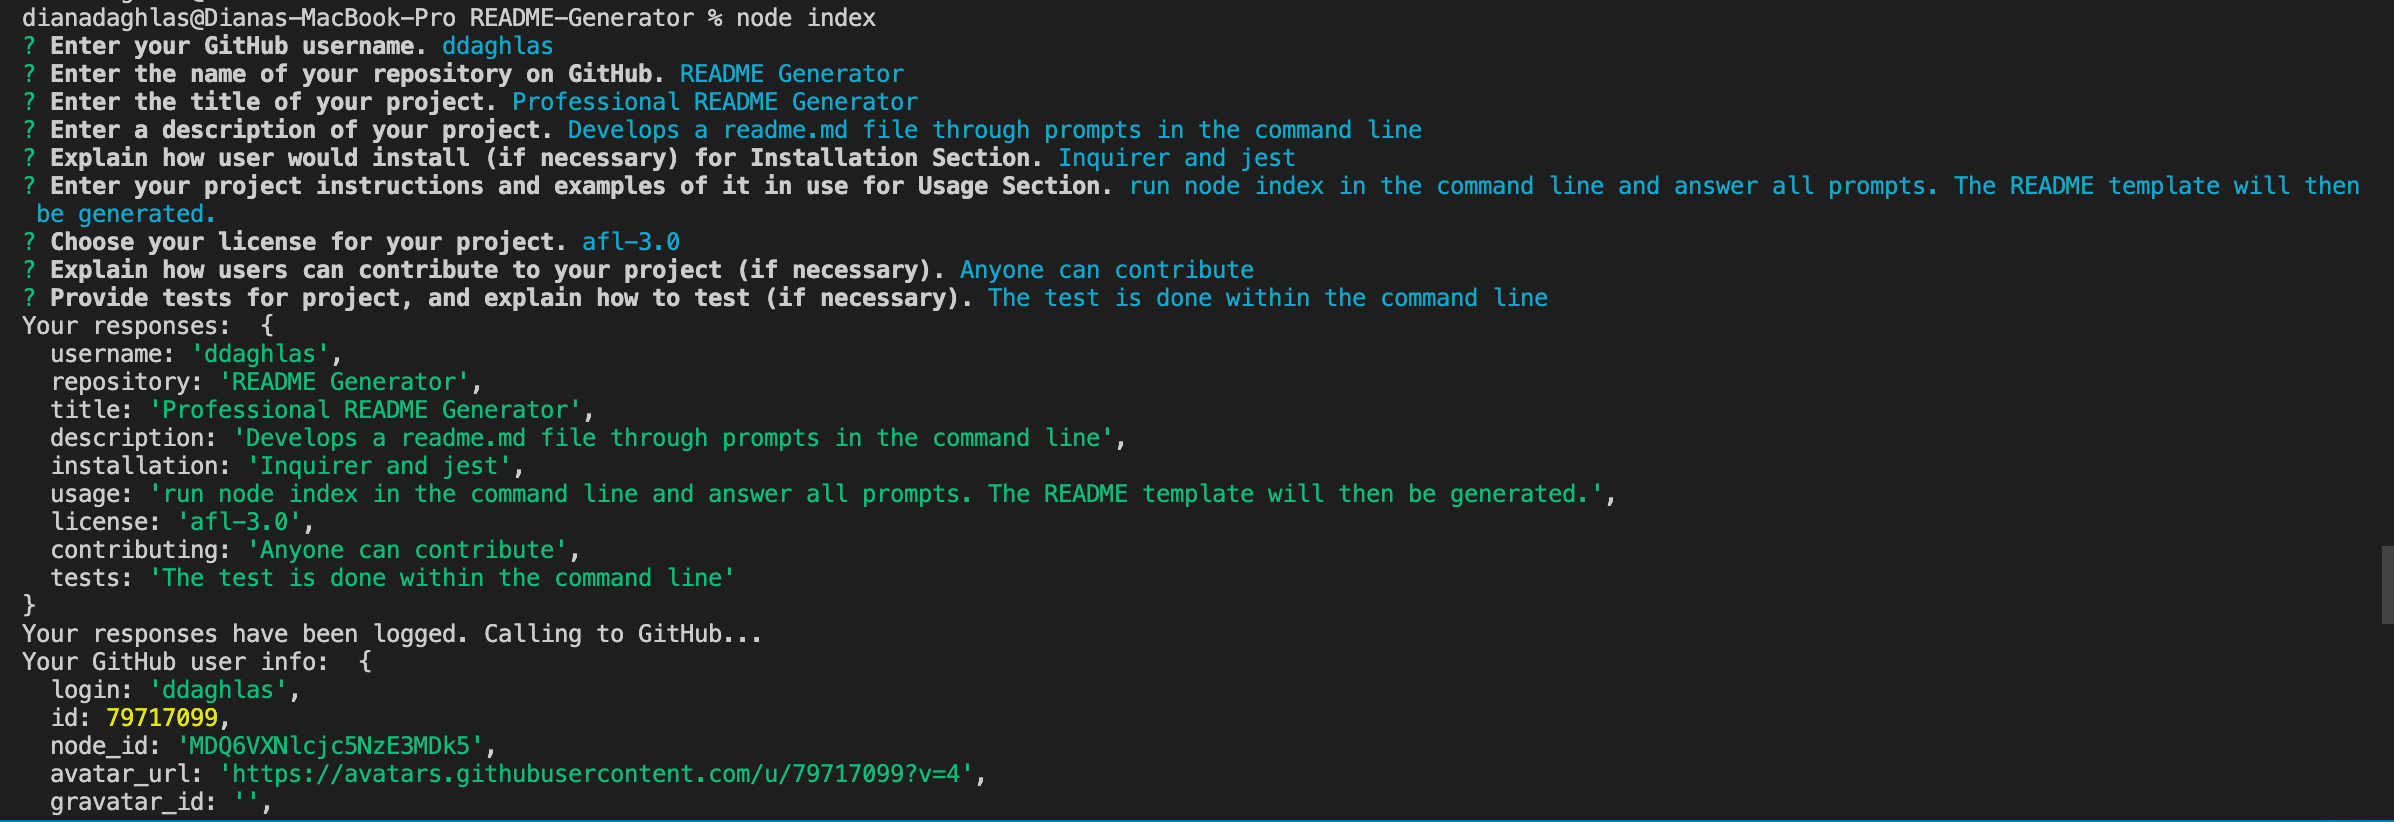 dianadaghlas@Dianas-MacBook-Pro README-Generator % node index
? Enter your GitHub username. ddaghlas
? Enter the name of your repository on GitHub. README Generator
? Enter the title of your project. Professional README Generator
? Enter a description of your project. Develops a readme.md file through prompts in the command line
? Explain how user would install (if necessary) for Installation Section. Inquirer and jest
? Enter your project instructions and examples of it in use for Usage Section. run node index in the command line and answer all prompts. The README template will then
 be generated.
? Choose your license for your project. afl-3.0
? Explain how users can contribute to your project (if necessary). Anyone can contribute
? Provide tests for project, and explain how to test (if necessary). The test is done within the command line
Your responses:  {
  username: 'ddaghlas',
  repository: 'README Generator',
  title: 'Professional README Generator',
  description: 'Develops a readme.md file through prompts in the command line',
  installation: 'Inquirer and jest',
  usage: 'run node index in the command line and answer all prompts. The README template will then be generated.',
  license: 'afl-3.0',
  contributing: 'Anyone can contribute',
  tests: 'The test is done within the command line'
}
Your responses have been logged. Calling to GitHub...
Your GitHub user info:  {
  login: 'ddaghlas',
  id: 79717099,
  node_id: 'MDQ6VXNlcjc5NzE3MDk5',
  avatar_url: 'https://avatars.githubusercontent.com/u/79717099?v=4',
  gravatar_id: '',